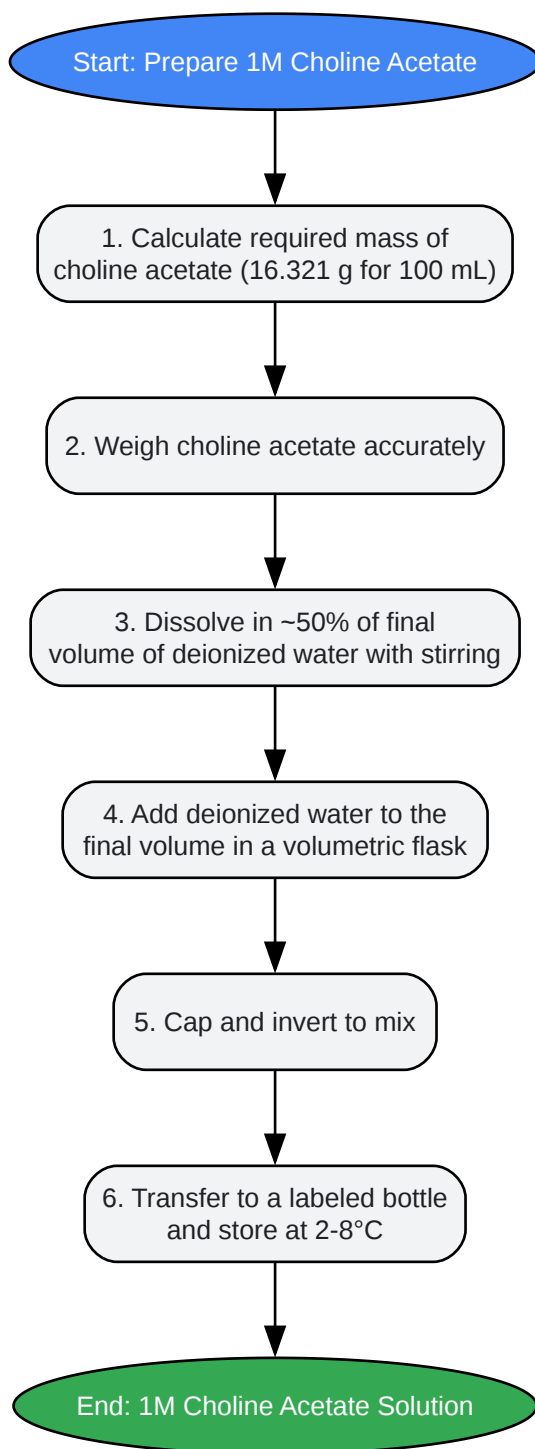 Start: Prepare 1M Choline Acetate
1. Calculate required mass of
choline acetate (16.321 g for 100 mL)
2. Weigh choline acetate accurately
3. Dissolve in ~50% of final
volume of deionized water with stirring
4. Add deionized water to the
final volume in a volumetric flask
5. Cap and invert to mix
6. Transfer to a labeled bottle
and store at 2-8°C
End: 1M Choline Acetate Solution